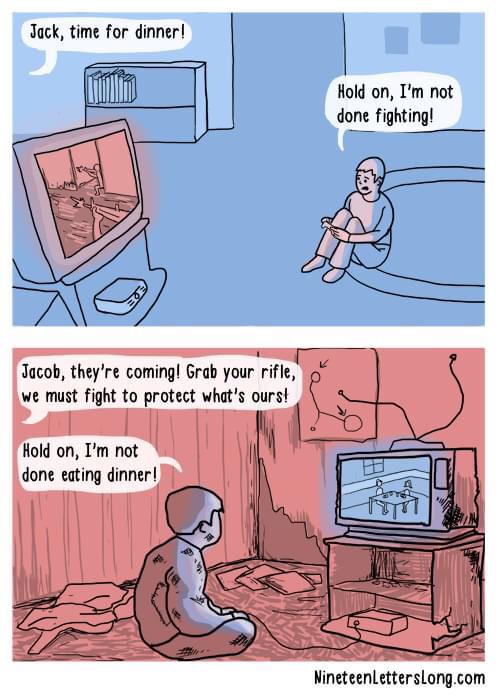 Jack, time for dinner!
Hold on, I'm not
done fighting!
Jacob, they're coming! Grab your rifle,
we must fight to protect what's ours!
Hold on, I'm not
done eating dinner!
NineteenLettersLong.com